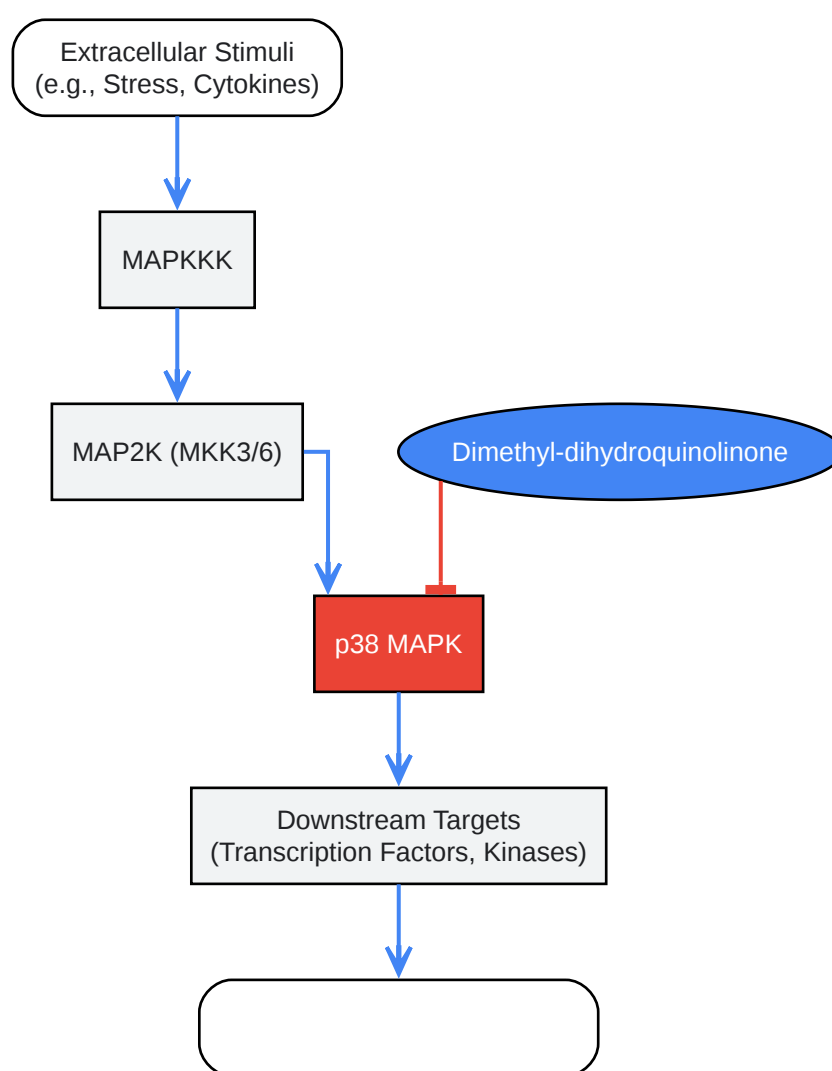 Extracellular Stimuli
(e.g., Stress, Cytokines)
MAPKKK
MAP2K (MKK3/6)
Dimethyl-dihydroquinolinone
p38 MAPK
Downstream Targets
(Transcription Factors, Kinases)